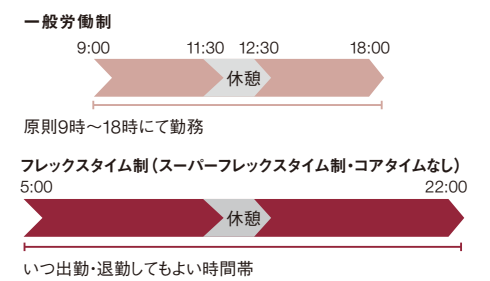 一般労働制
9:00 11:30 12:30 18:00
休憩
原則9時～18時にて勤務
フレックスタイム制（スーパーフレックスタイム制・コアタイムなし）
5:00 22:00
休憩
いつ出勤・退勤してもよい時間帯